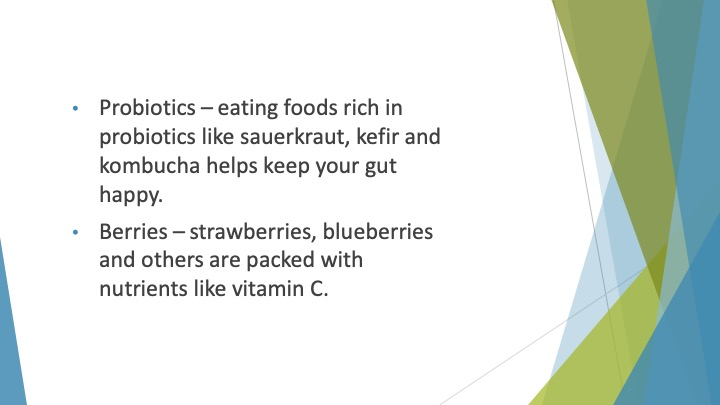 • Probiotics – eating foods rich in
probiotics like sauerkraut, kefir and
kombucha helps keep your gut
happy.
• Berries – strawberries, blueberries
and others are packed with
nutrients like vitamin C.